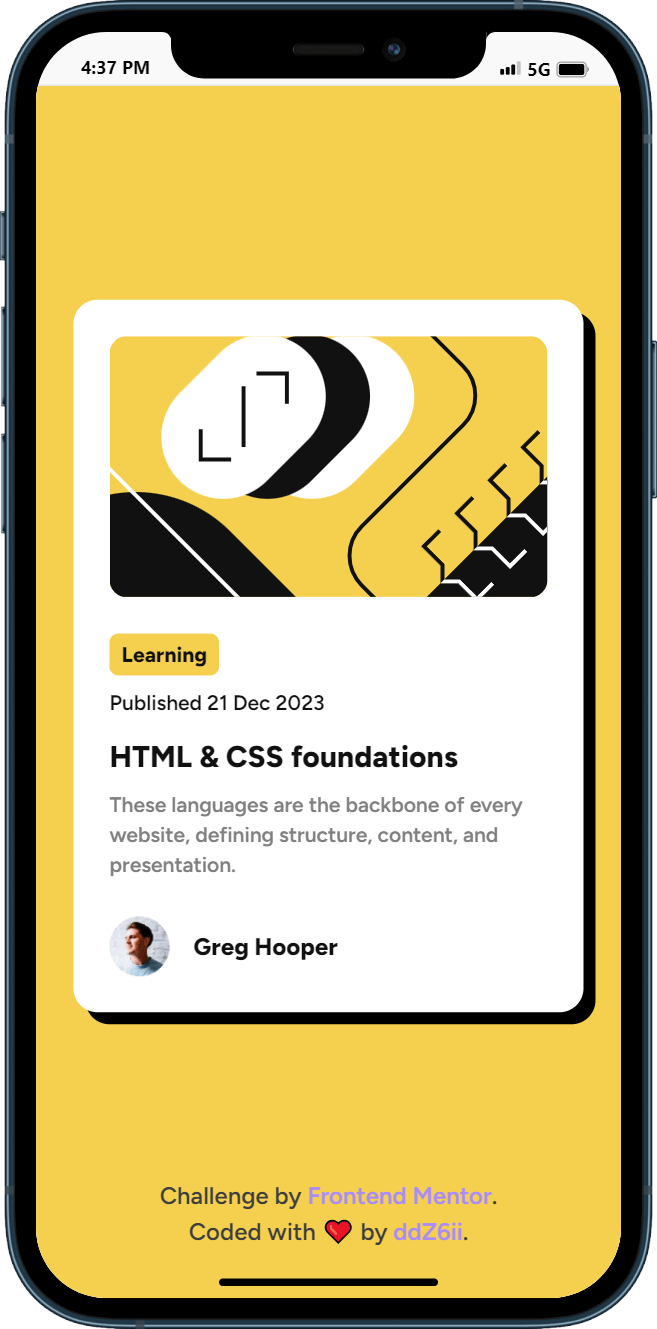 4:37 PM
5G
Learning
Published 21 Dec 2023
HTML & CSS foundations
These languages are the backbone of every
website, defining structure, content, and
presentation.
Greg Hooper
Challenge by Frontend Mentor.
Coded with ❤️ by ddZ6ii.